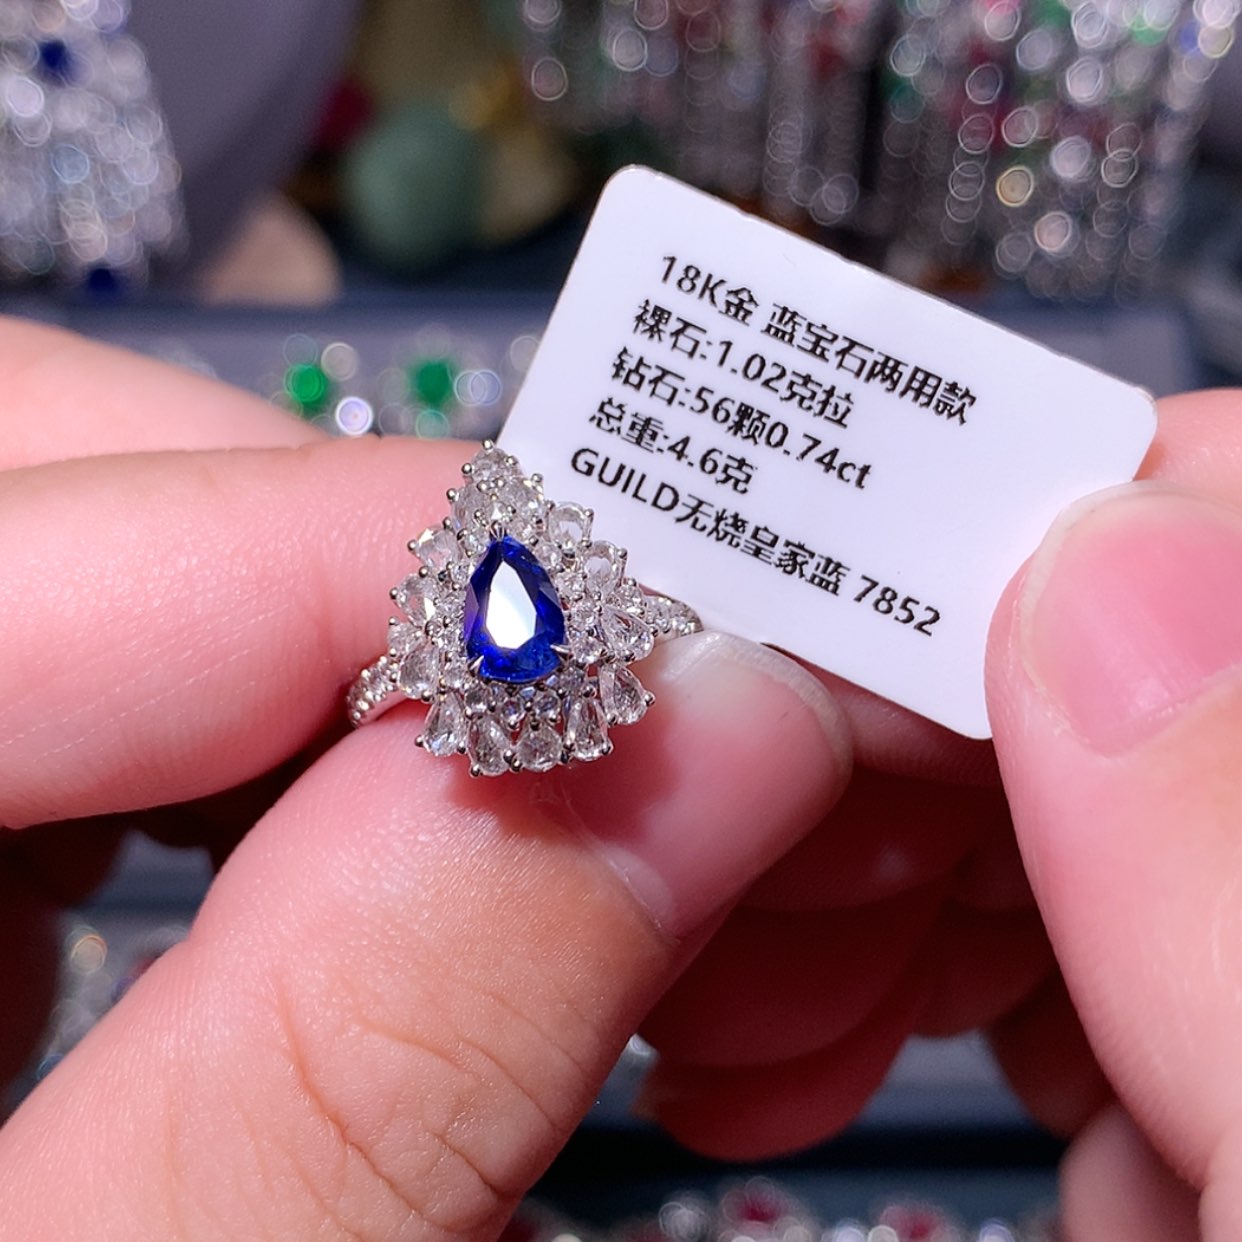 18K金 蓝宝石两用款
裸石:1.02克拉
钻石:56颗0.74ct
总重:4.6克
GUILD无烧皇家蓝 7852